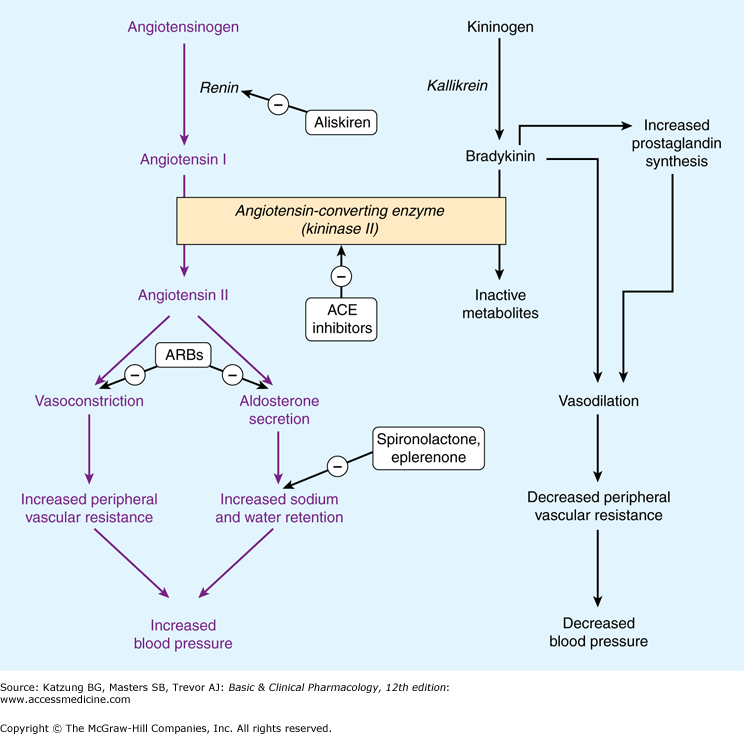 Angiotensinogen
Kininogen
Renin
Aliskiren
Kallikrein
Increased
prostaglandin
synthesis
Angiotensin I
Bradykinin
Angiotensin-converting enzyme
(kininase II)
–
–
ACE
inhibitors
Angiotensin II
Inactive
metabolites
ARBs
–
–
Vasoconstriction
Aldosterone
secretion
Vasodilation
Spironolactone,
eplerenone
–
Increased peripheral
vascular resistance
Increased sodium
and water retention
Decreased peripheral
vascular resistance
Increased
blood pressure
Decreased
blood pressure
Source: Katzung BG, Masters SB, Trevor AJ: Basic & Clinical Pharmacology, 12th edition:
www.accessmedicine.com
Copyright © The McGraw-Hill Companies, Inc. All rights reserved.